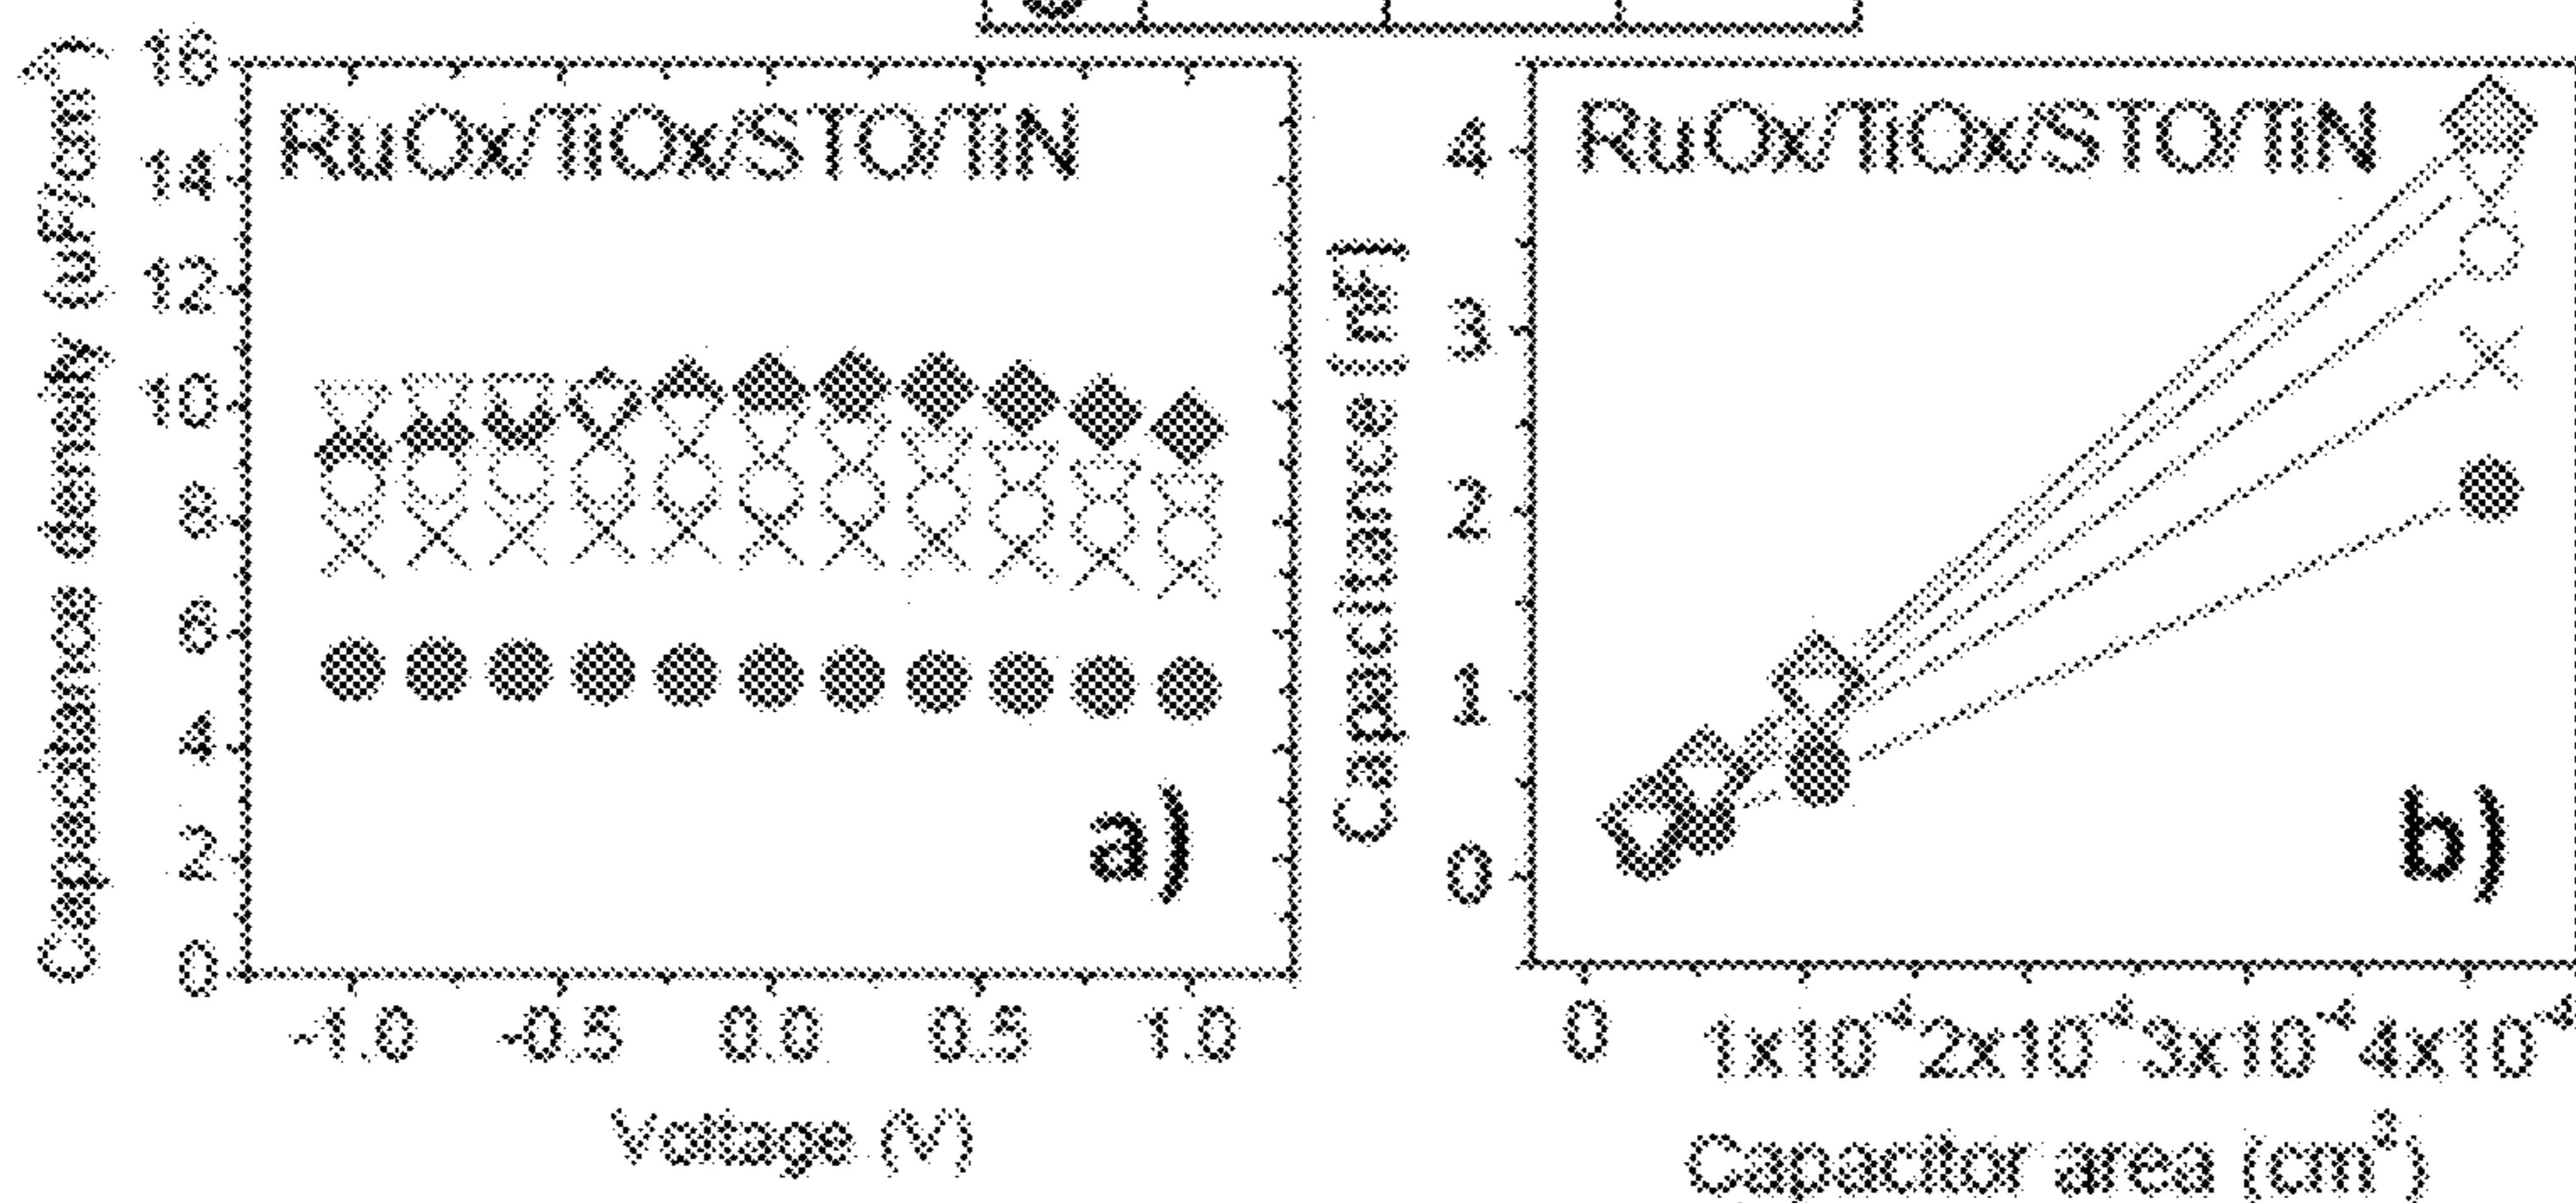 Capacitance density (uF/cm²)
16
14
12
10
8
6
4
2
0
RuOx/TiOx/STO/TiN
a)
-1.0 -0.5 0.0 0.5 1.0
Voltage (V)
Capacitance [nF]
4
3
2
1
0
RuOx/TiOx/STO/TiN
b)
0 1x10⁻⁴ 2x10⁻⁴ 3x10⁻⁴ 4x10⁻⁴
Capacitor area (cm³)